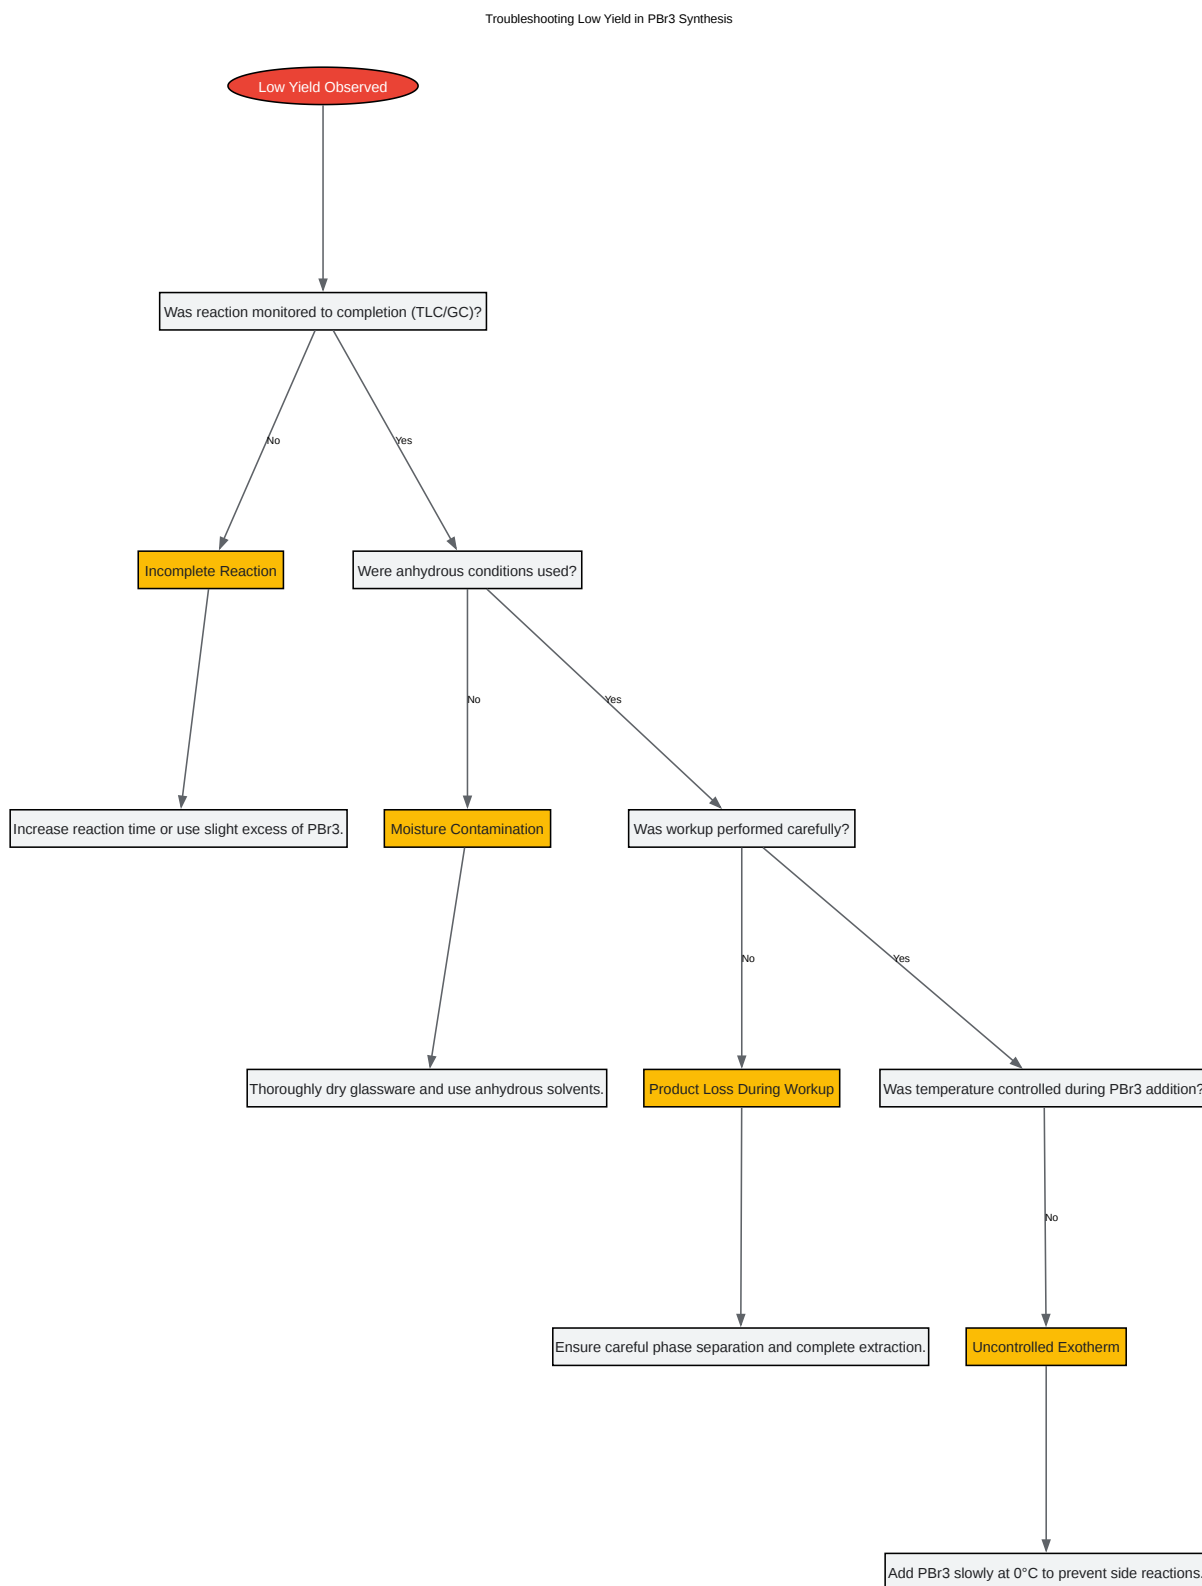 Troubleshooting Low Yield in PBr3 Synthesis
Low Yield Observed
Was reaction monitored to completion (TLC/GC)?
No
Yes
Incomplete Reaction
Were anhydrous conditions used?
No
Yes
Increase reaction time or use slight excess of PBr3.
Moisture Contamination
Was workup performed carefully?
No
Yes
Thoroughly dry glassware and use anhydrous solvents.
Product Loss During Workup
Was temperature controlled during PBr3 addition?
No
Ensure careful phase separation and complete extraction.
Uncontrolled Exotherm
Add PBr3 slowly at 0°C to prevent side reactions.